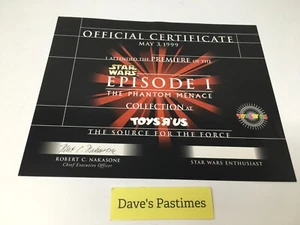 OFFICIAL CERTIFICATE
MAY 3, 1999
I ATTENDED THE PREMIERE OF THE
STAR
WARS
EPISODE I
THE PHANTOM MENACE
COLLECTION AT
TOYS R US
THE SOURCE FOR THE FORCE
ROBERT C. NAKASONE
Chief Executive Officer
STAR WARS ENTHUSIAST
Dave's Pastimes